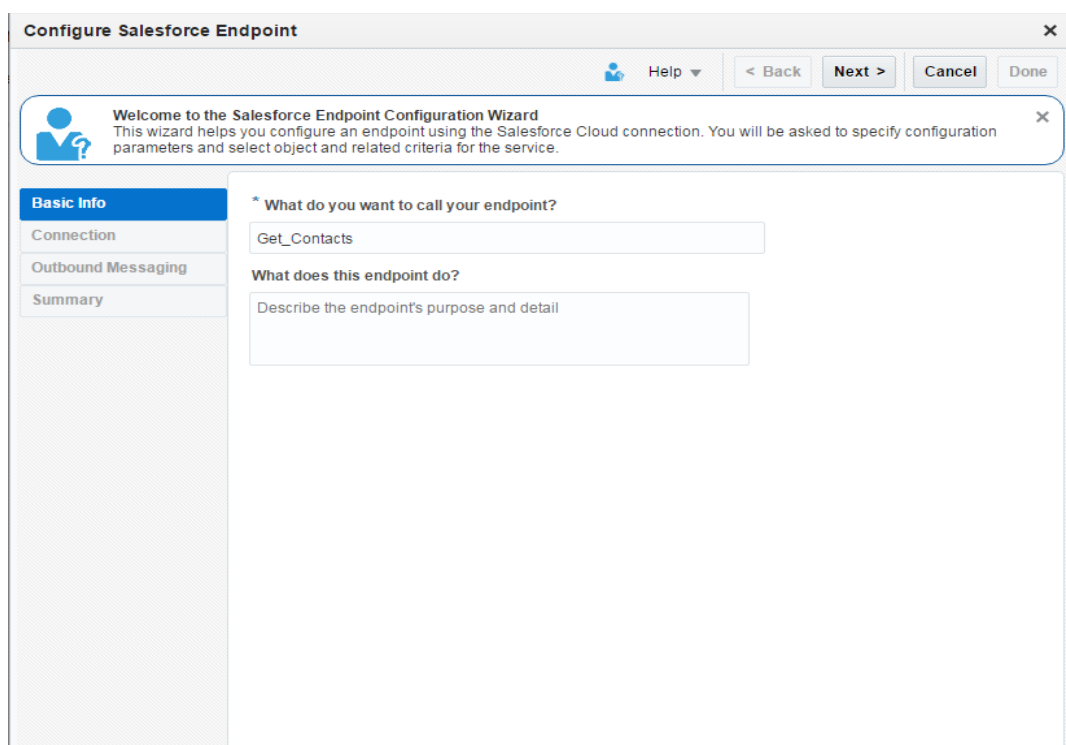 Configure Salesforce Endpoint
Help
< Back
Next >
Cancel
Done
Welcome to the Salesforce Endpoint Configuration Wizard
This wizard helps you configure an endpoint using the Salesforce Cloud connection. You will be asked to specify configuration
parameters and select object and related criteria for the service.
Basic Info
Connection
Outbound Messaging
Summary
* What do you want to call your endpoint?
Get_Contacts
What does this endpoint do?
Describe the endpoint's purpose and detail